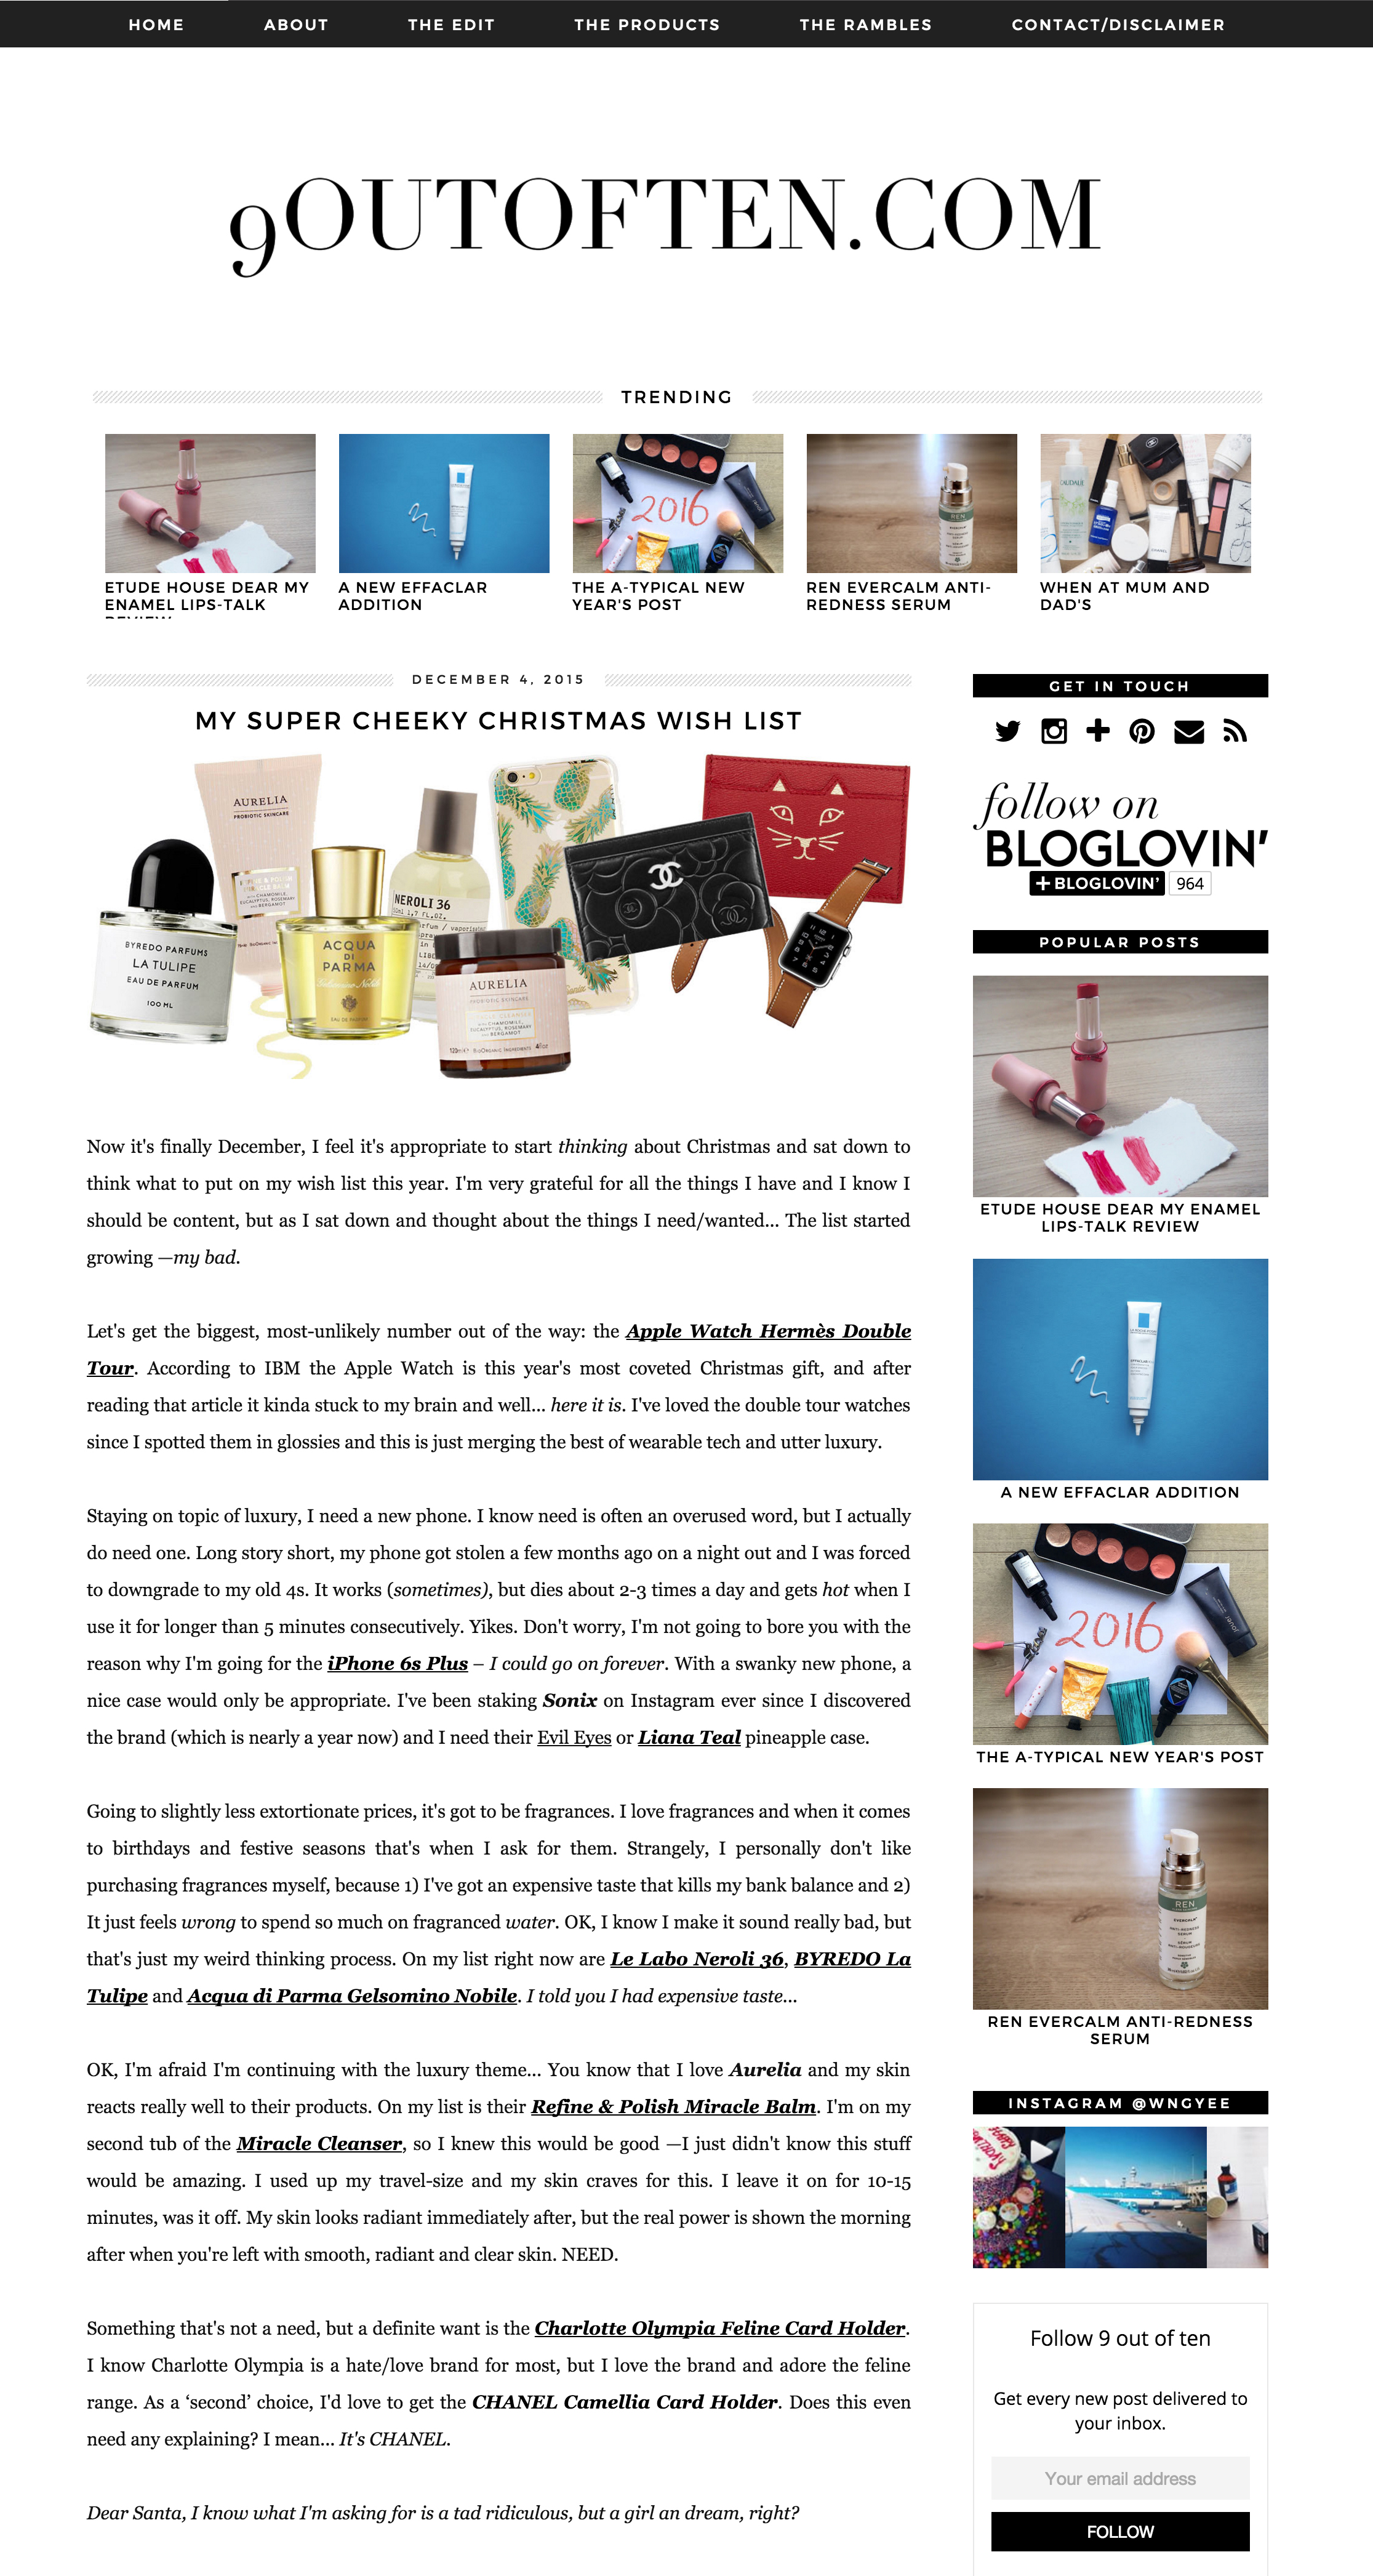 HOME ABOUT THE EDIT THE PRODUCTS THE RAMBLES CONTACT/DISCLAIMER
9OUTOFTEN.COM
TRENDING
2016
REN
CAUDALIE
CHANEL
ETUDE HOUSE DEAR MY ENAMEL LIPS-TALK
A NEW EFFACLAR ADDITION
THE A-TYPICAL NEW YEAR'S POST
REN EVERCALM ANTI-REDNESS SERUM
WHEN AT MUM AND DAD'S
DECEMBER 4, 2015
MY SUPER CHEEKY CHRISTMAS WISH LIST
AURELIA
PROBIOTIC SKINCARE
NEROLI 36
BYREDO PARFUMS
LA TULIPE
EAU DE PARFUM
100 ML
ACQUA
DI
PARMA
AURELIA
PROBIOTIC SKINCARE
Now it's finally December, I feel it's appropriate to start thinking about Christmas and sat down to
think what to put on my wish list this year. I'm very grateful for all the things I have and I know I
should be content, but as I sat down and thought about the things I need/wanted... The list started
growing —my bad.
Let's get the biggest, most-unlikely number out of the way: the Apple Watch Hermès Double
Tour. According to IBM the Apple Watch is this year's most coveted Christmas gift, and after
reading that article it kinda stuck to my brain and well... here it is. I've loved the double tour watches
since I spotted them in glossies and this is just merging the best of wearable tech and utter luxury.
Staying on topic of luxury, I need a new phone. I know need is often an overused word, but I actually
do need one. Long story short, my phone got stolen a few months ago on a night out and I was forced
to downgrade to my old 4s. It works (sometimes), but dies about 2-3 times a day and gets hot when I
use it for longer than 5 minutes consecutively. Yikes. Don't worry, I'm not going to bore you with the
reason why I'm going for the iPhone 6s Plus – I could go on forever. With a swanky new phone, a
nice case would only be appropriate. I've been staking Sonix on Instagram ever since I discovered
the brand (which is nearly a year now) and I need their Evil Eyes or Liana Teal pineapple case.
Going to slightly less extortionate prices, it's got to be fragrances. I love fragrances and when it comes
to birthdays and festive seasons that's when I ask for them. Strangely, I personally don't like
purchasing fragrances myself, because 1) I've got an expensive taste that kills my bank balance and 2)
It just feels wrong to spend so much on fragranced water. OK, I know I make it sound really bad, but
that's just my weird thinking process. On my list right now are Le Labo Neroli 36, BYREDO La
Tulipe and Acqua di Parma Gelsomino Nobile. I told you I had expensive taste...
OK, I'm afraid I'm continuing with the luxury theme... You know that I love Aurelia and my skin
reacts really well to their products. On my list is their Refine & Polish Miracle Balm. I'm on my
second tub of the Miracle Cleanser, so I knew this would be good —I just didn't know this stuff
would be amazing. I used up my travel-size and my skin craves for this. I leave it on for 10-15
minutes, was it off. My skin looks radiant immediately after, but the real power is shown the morning
after when you're left with smooth, radiant and clear skin. NEED.
Something that's not a need, but a definite want is the Charlotte Olympia Feline Card Holder.
I know Charlotte Olympia is a hate/love brand for most, but I love the brand and adore the feline
range. As a ‘second’ choice, I'd love to get the CHANEL Camellia Card Holder. Does this even
need any explaining? I mean... It's CHANEL.
Dear Santa, I know what I'm asking for is a tad ridiculous, but a girl an dream, right?
GET IN TOUCH
follow on
BLOGLOVIN'
+ BLOGLOVIN' 964
POPULAR POSTS
ETUDE HOUSE DEAR MY ENAMEL
LIPS-TALK REVIEW
A NEW EFFACLAR ADDITION
2016
THE A-TYPICAL NEW YEAR'S POST
REN
EVERCALM
ANTI-REDNESS
SERUM
REN EVERCALM ANTI-REDNESS
SERUM
INSTAGRAM @WNGYEE
Follow 9 out of ten
Get every new post delivered to
your inbox.
Your email address
FOLLOW